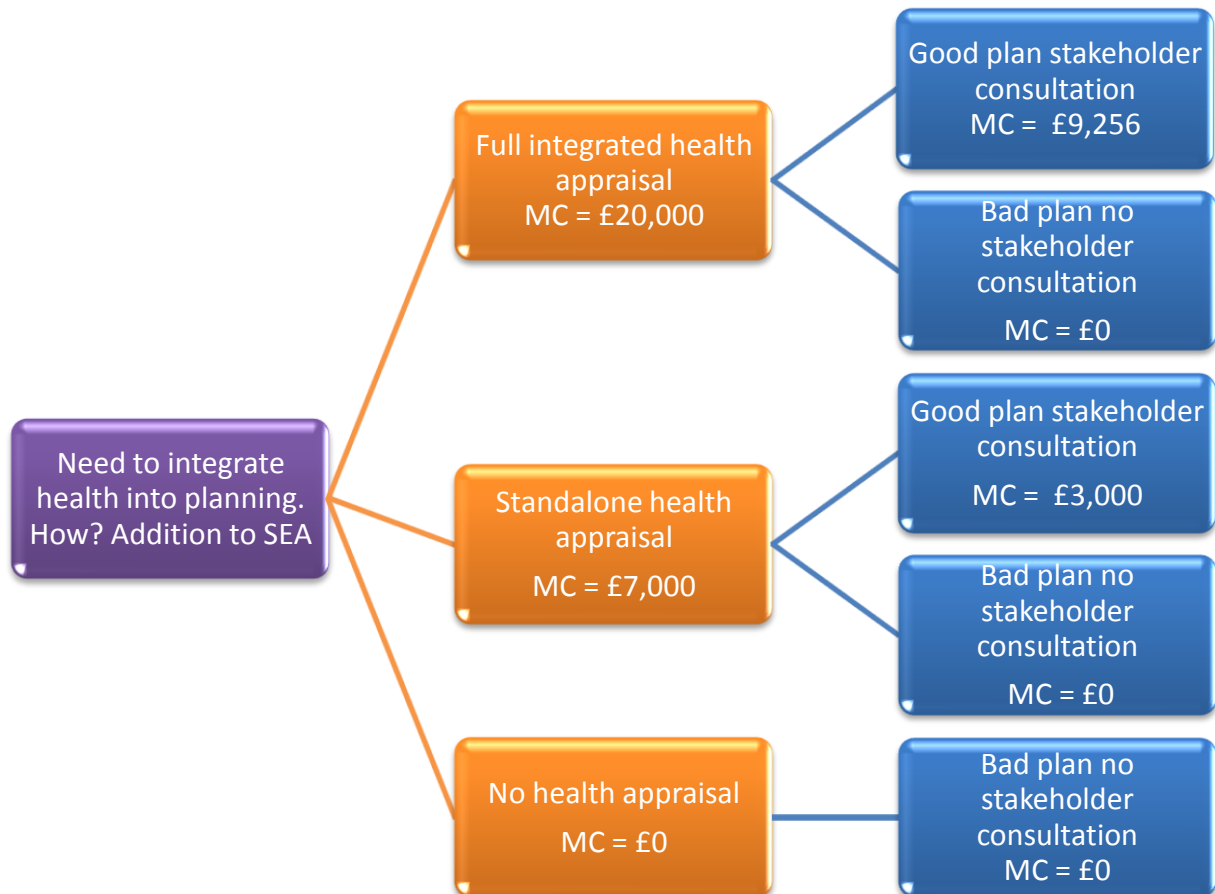 Need to integrate
health into planning.
How? Addition to SEA
Full integrated health
appraisal
MC = £20,000
Good plan stakeholder
consultation
MC =  £9,256
Bad plan no
stakeholder
consultation
MC = £0
Standalone health
appraisal
MC = £7,000
Good plan stakeholder
consultation
MC =  £3,000
Bad plan no
stakeholder
consultation
MC = £0
No health appraisal
MC = £0
Bad plan no
stakeholder
consultation
MC = £0